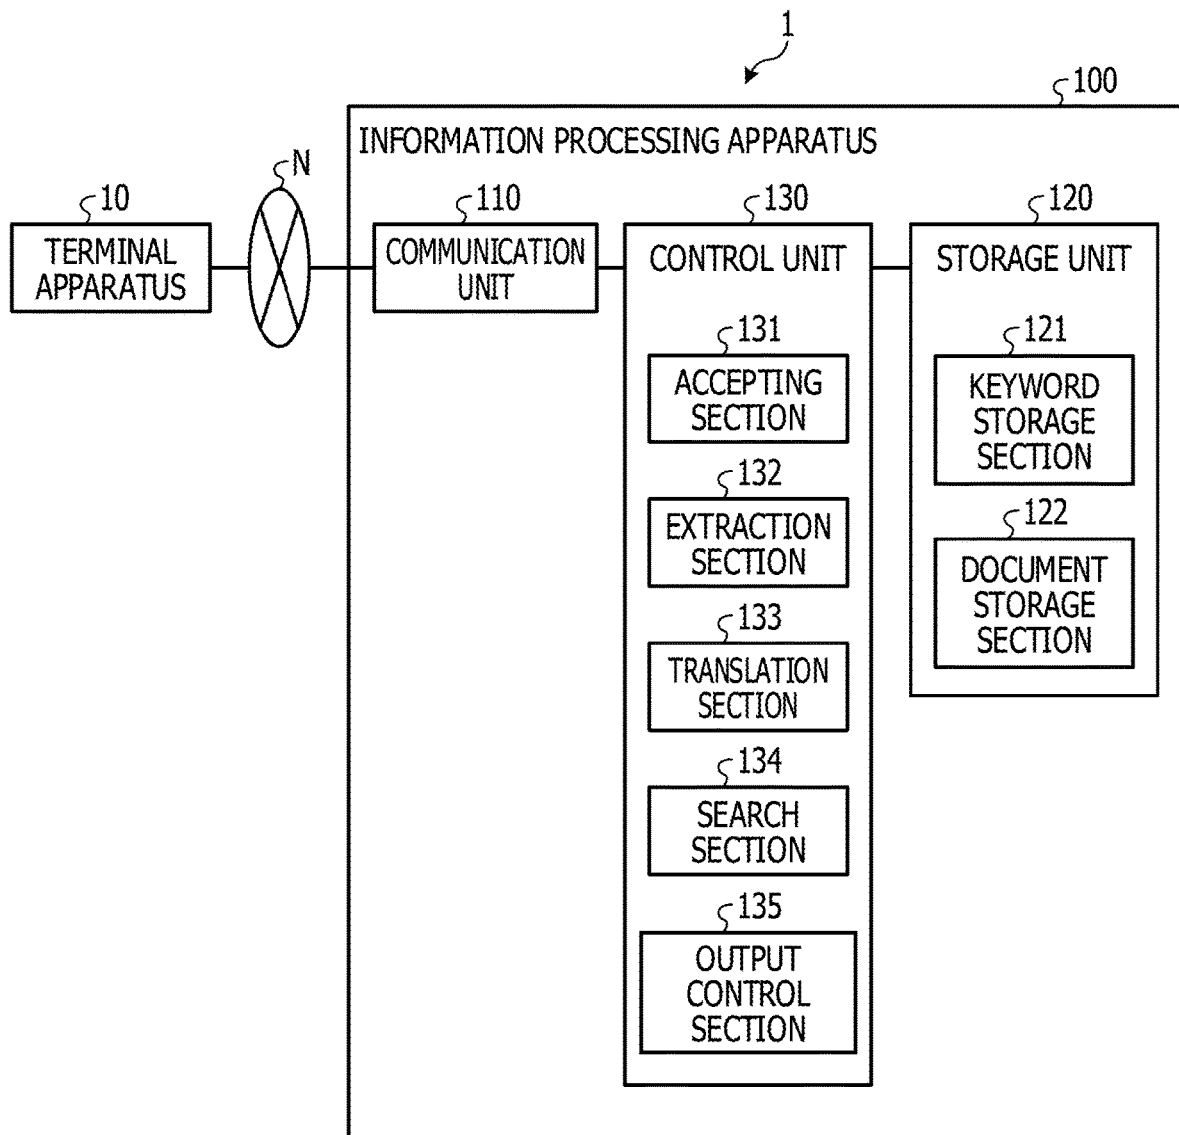 1
100
INFORMATION PROCESSING APPARATUS
N
10
TERMINAL
APPARATUS
110
COMMUNICATION
UNIT
130
CONTROL UNIT
131
ACCEPTING
SECTION
132
EXTRACTION
SECTION
133
TRANSLATION
SECTION
134
SEARCH
SECTION
135
OUTPUT
CONTROL
SECTION
120
STORAGE UNIT
121
KEYWORD
STORAGE
SECTION
122
DOCUMENT
STORAGE
SECTION